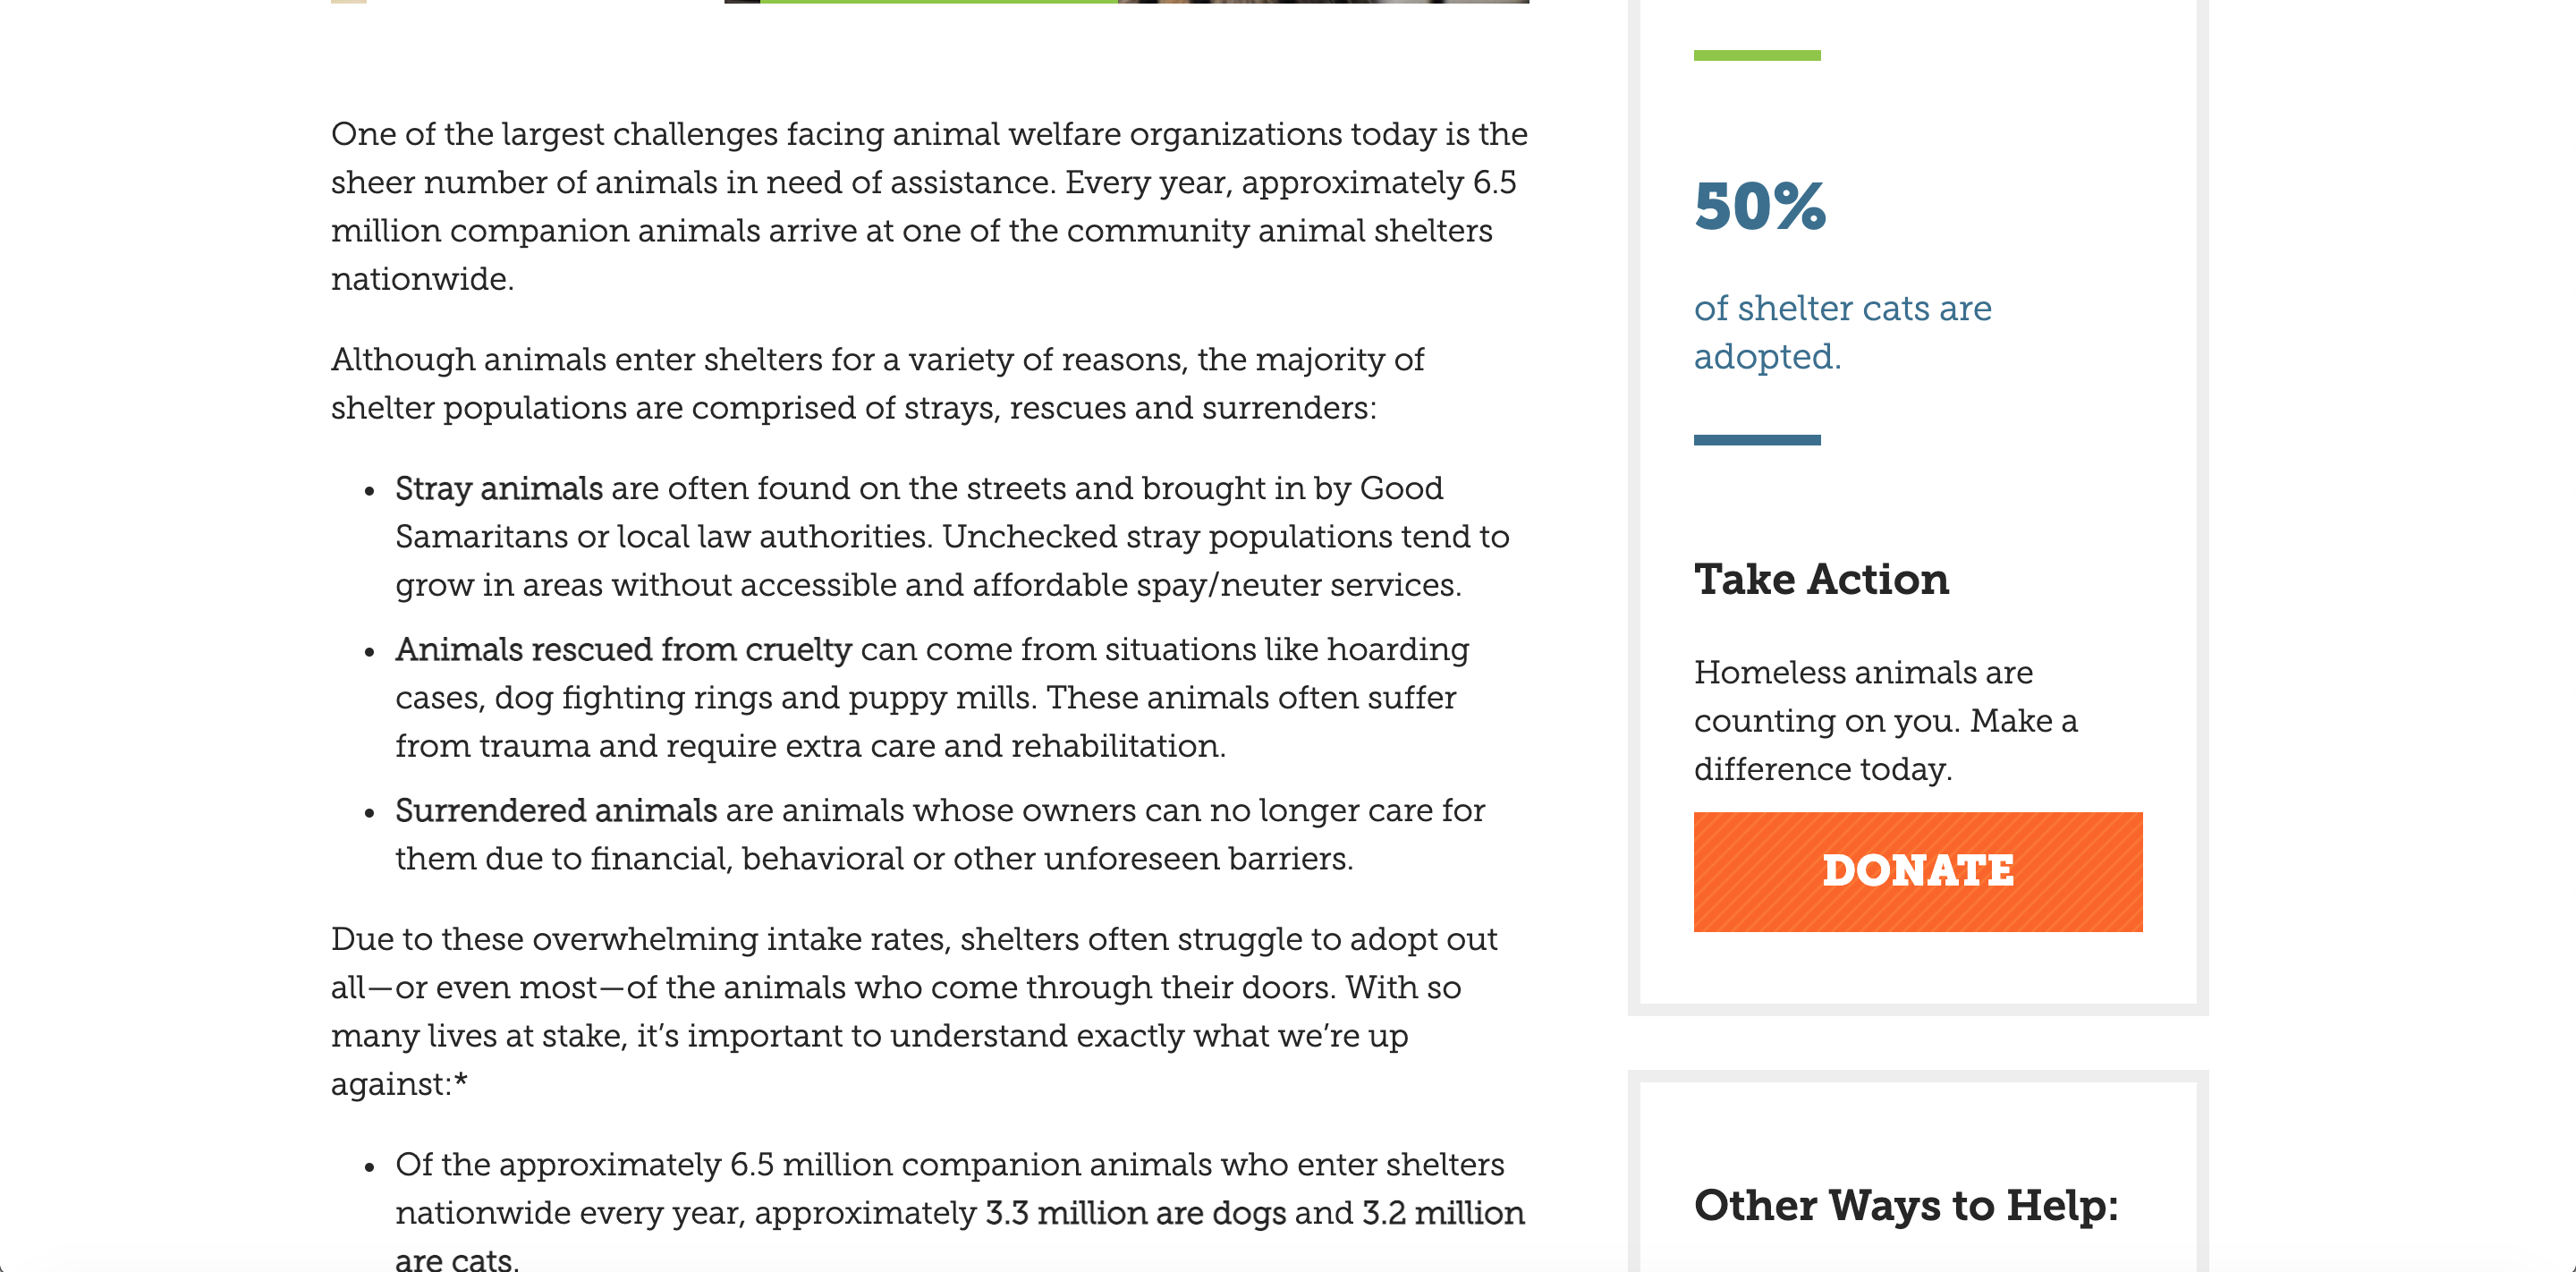 One of the largest challenges facing animal welfare organizations today is the
sheer number of animals in need of assistance. Every year, approximately 6.5
million companion animals arrive at one of the community animal shelters
nationwide.
Although animals enter shelters for a variety of reasons, the majority of
shelter populations are comprised of strays, rescues and surrenders:
• Stray animals are often found on the streets and brought in by Good
Samaritans or local law authorities. Unchecked stray populations tend to
grow in areas without accessible and affordable spay/neuter services.
• Animals rescued from cruelty can come from situations like hoarding
cases, dog fighting rings and puppy mills. These animals often suffer
from trauma and require extra care and rehabilitation.
• Surrendered animals are animals whose owners can no longer care for
them due to financial, behavioral or other unforeseen barriers.
Due to these overwhelming intake rates, shelters often struggle to adopt out
all—or even most—of the animals who come through their doors. With so
many lives at stake, it’s important to understand exactly what we’re up
against:*
• Of the approximately 6.5 million companion animals who enter shelters
nationwide every year, approximately 3.3 million are dogs and 3.2 million
are cats.
50%
of shelter cats are
adopted.
Take Action
Homeless animals are
counting on you. Make a
difference today.
DONATE
Other Ways to Help: